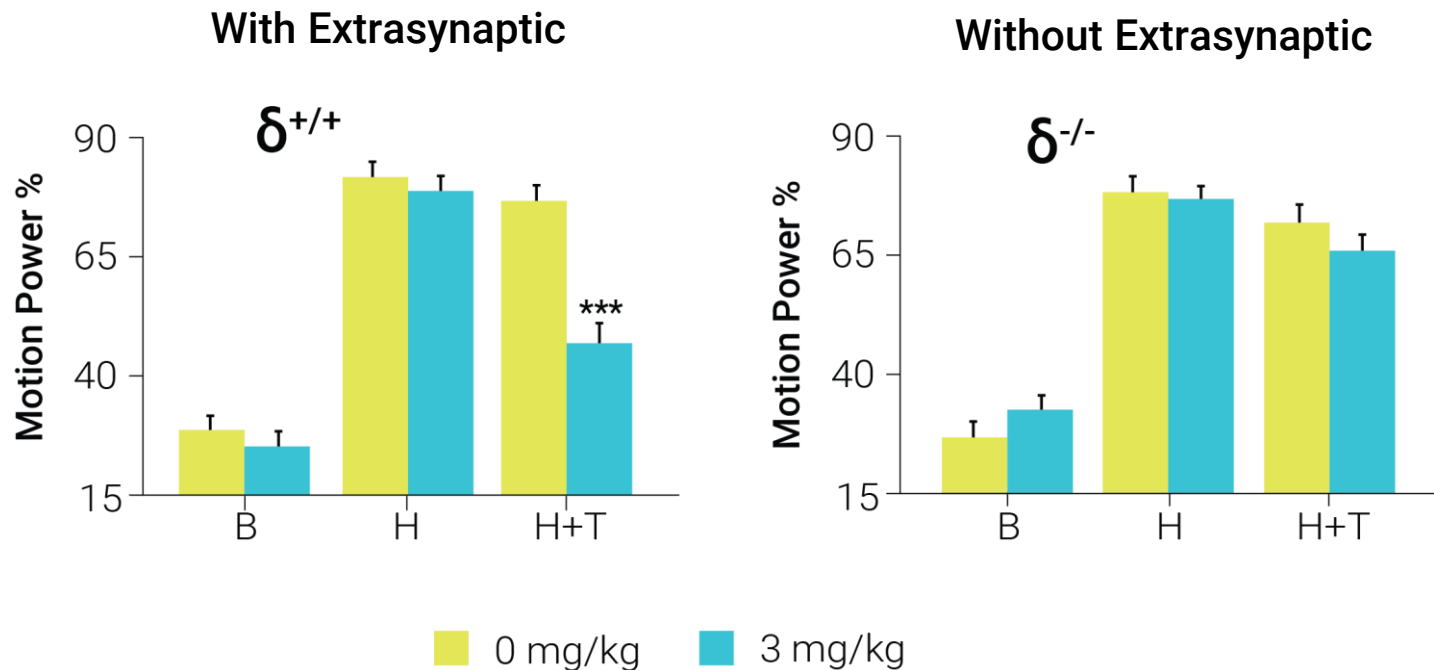 With Extrasynaptic
δ+/+
Motion Power %
90
65
40
15
***
B H H+T
Without Extrasynaptic
δ-/-
Motion Power %
90
65
40
15
B H H+T
0 mg/kg 3 mg/kg